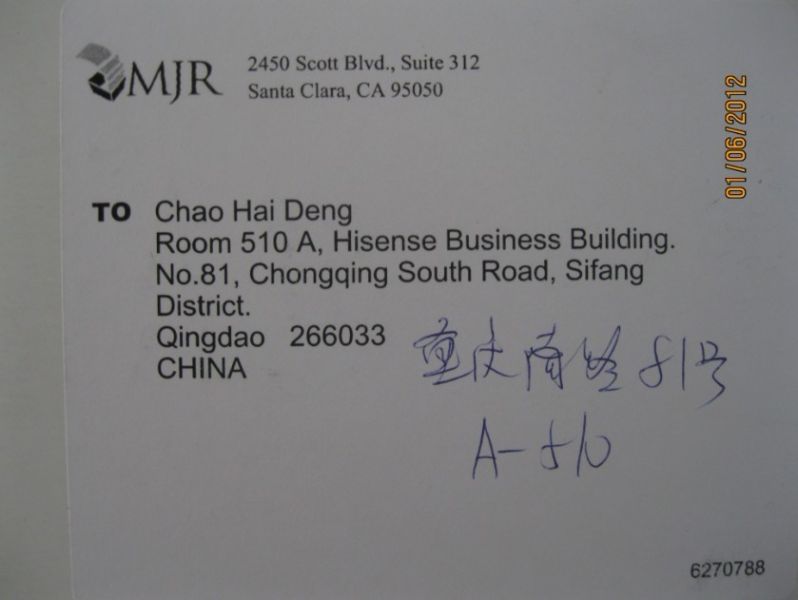 MJR
2450 Scott Blvd., Suite 312
Santa Clara, CA 95050
01/06/2012
TO Chao Hai Deng
Room 510 A, Hisense Business Building.
No.81, Chongqing South Road, Sifang
District.
Qingdao 266033
CHINA
重庆南路81号
A-510
6270788